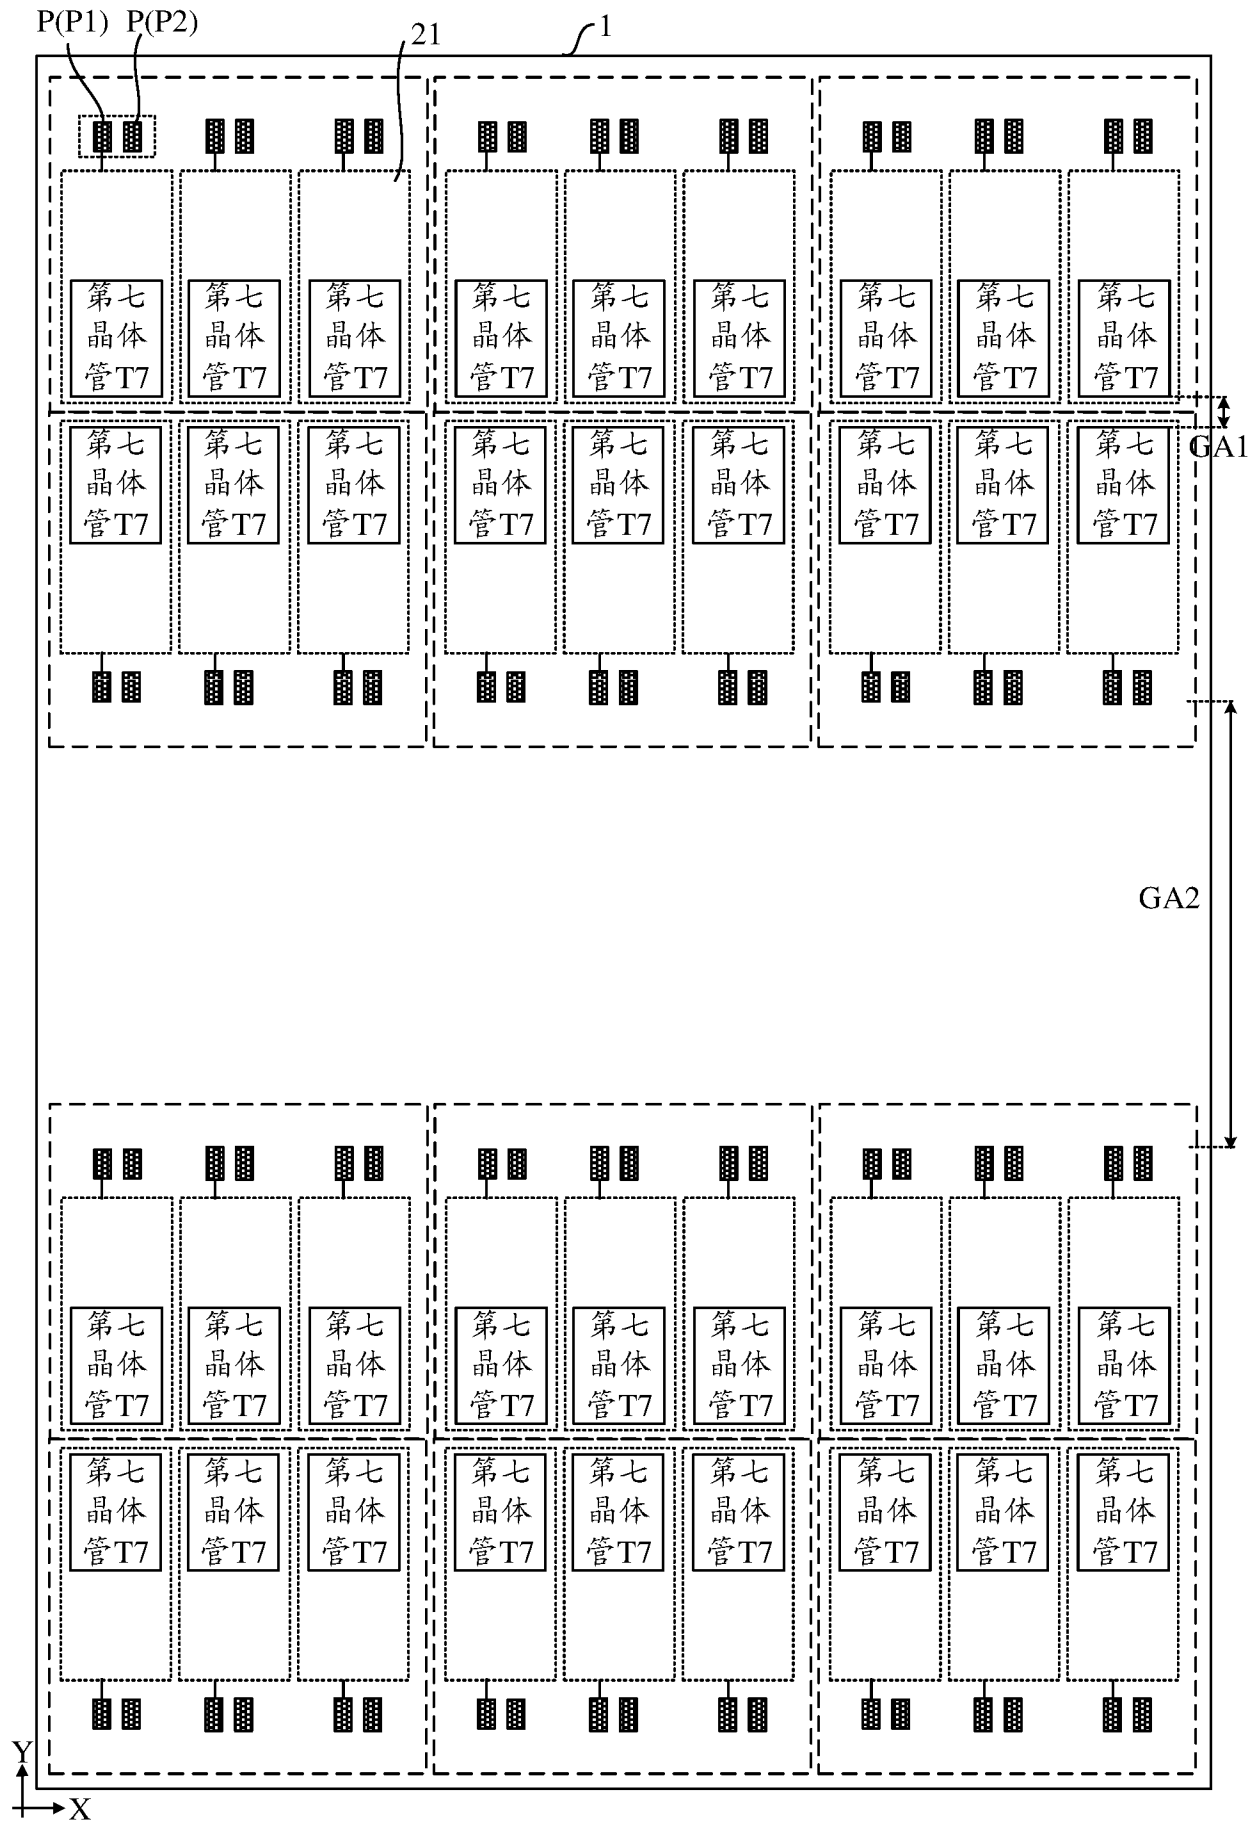 P(P1) P(P2) 21 1
第七 第七 第七 第七 第七 第七 第七 第七 第七
晶体 晶体 晶体 晶体 晶体 晶体 晶体 晶体 晶体
管T7 管T7 管T7 管T7 管T7 管T7 管T7 管T7 管T7
GA1
第七 第七 第七 第七 第七 第七 第七 第七 第七
晶体 晶体 晶体 晶体 晶体 晶体 晶体 晶体 晶体
管T7 管T7 管T7 管T7 管T7 管T7 管T7 管T7 管T7
GA2
第七 第七 第七 第七 第七 第七 第七 第七 第七
晶体 晶体 晶体 晶体 晶体 晶体 晶体 晶体 晶体
管T7 管T7 管T7 管T7 管T7 管T7 管T7 管T7 管T7
第七 第七 第七 第七 第七 第七 第七 第七 第七
晶体 晶体 晶体 晶体 晶体 晶体 晶体 晶体 晶体
管T7 管T7 管T7 管T7 管T7 管T7 管T7 管T7 管T7
Y
X